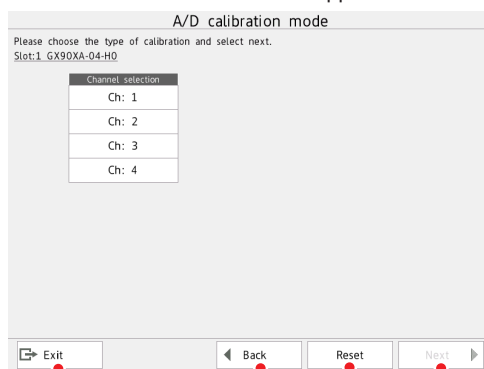 A/D calibration mode
Please choose the type of calibration and select next.
Slot:1 GX90XA-04-H0
Channel selection
Ch: 1
Ch: 2
Ch: 3
Ch: 4
Exit Back Reset Next